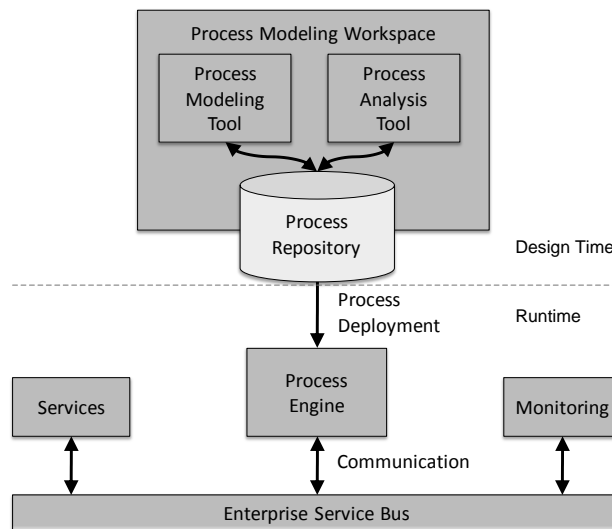 Process Modeling Workspace
Process
Modeling
Tool
Process
Analysis
Tool
Process
Repository
Design Time
Process
Deployment
Runtime
Services
Process
Engine
Monitoring
Communication
Enterprise Service Bus